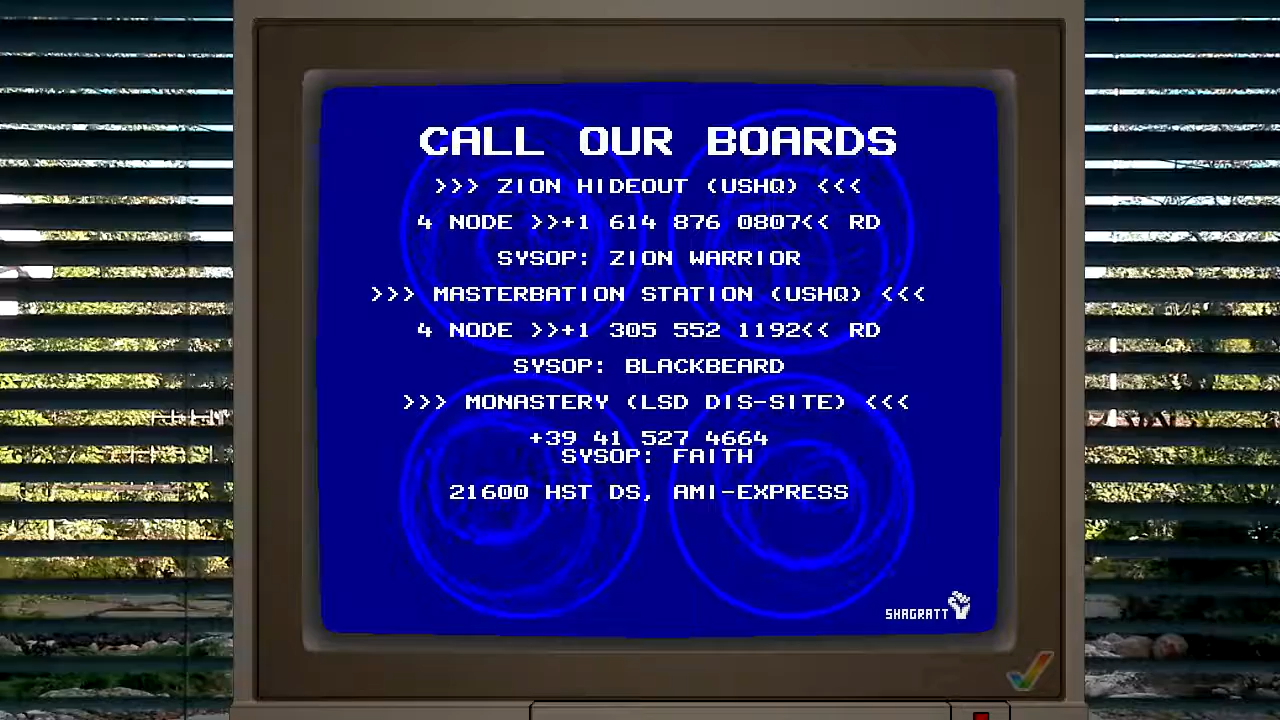 CALL OUR BOARDS
>>> ZION HIDEOUT (USHQ) <<<
4 NODE >>+1 614 876 0807<< RD
SYSOP: ZION WARRIOR
>>> MASTERBATION STATION (USHQ) <<<
4 NODE >>+1 305 552 1192<< RD
SYSOP: BLACKBEARD
>>> MONASTERY (LSD DIS-SITE) <<<
+39 41 527 4664
SYSOP: FAITH
21600 HST DS, AMI-EXPRESS
SHAGRATT